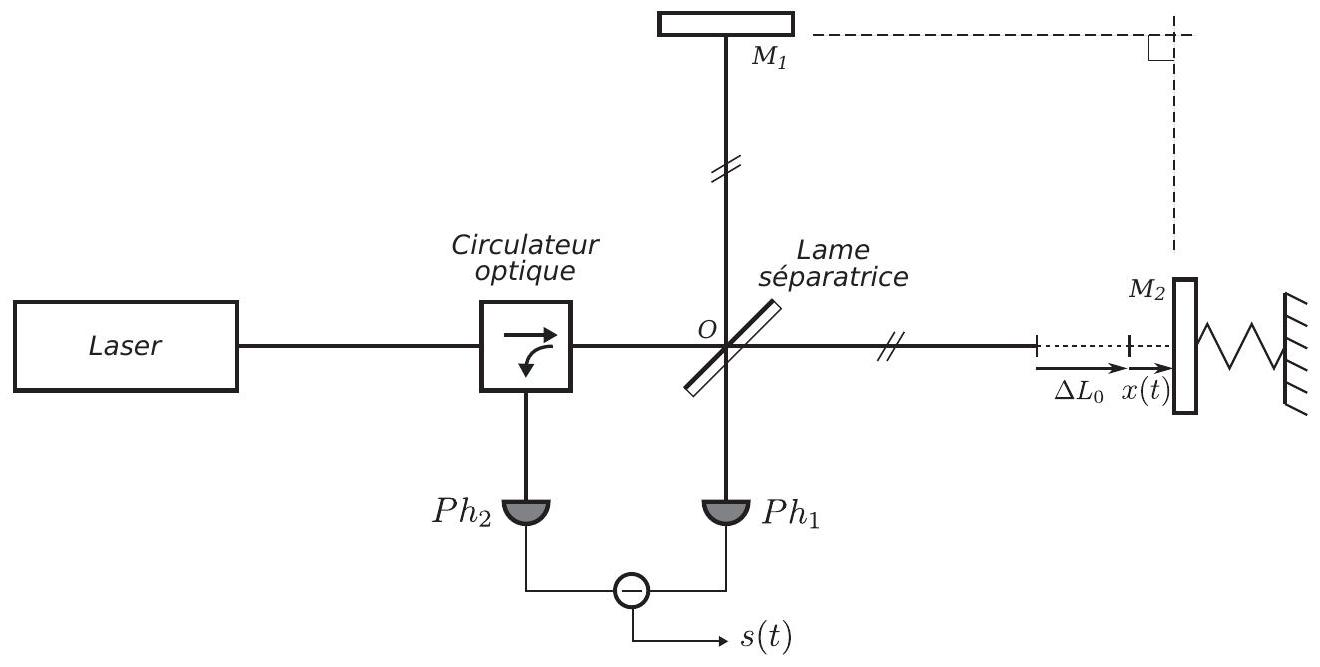 M₁
Circulateur
optique
Lame
séparatrice
Laser
O
M₂
ΔL₀ x(t)
Ph₂
Ph₁
s(t)